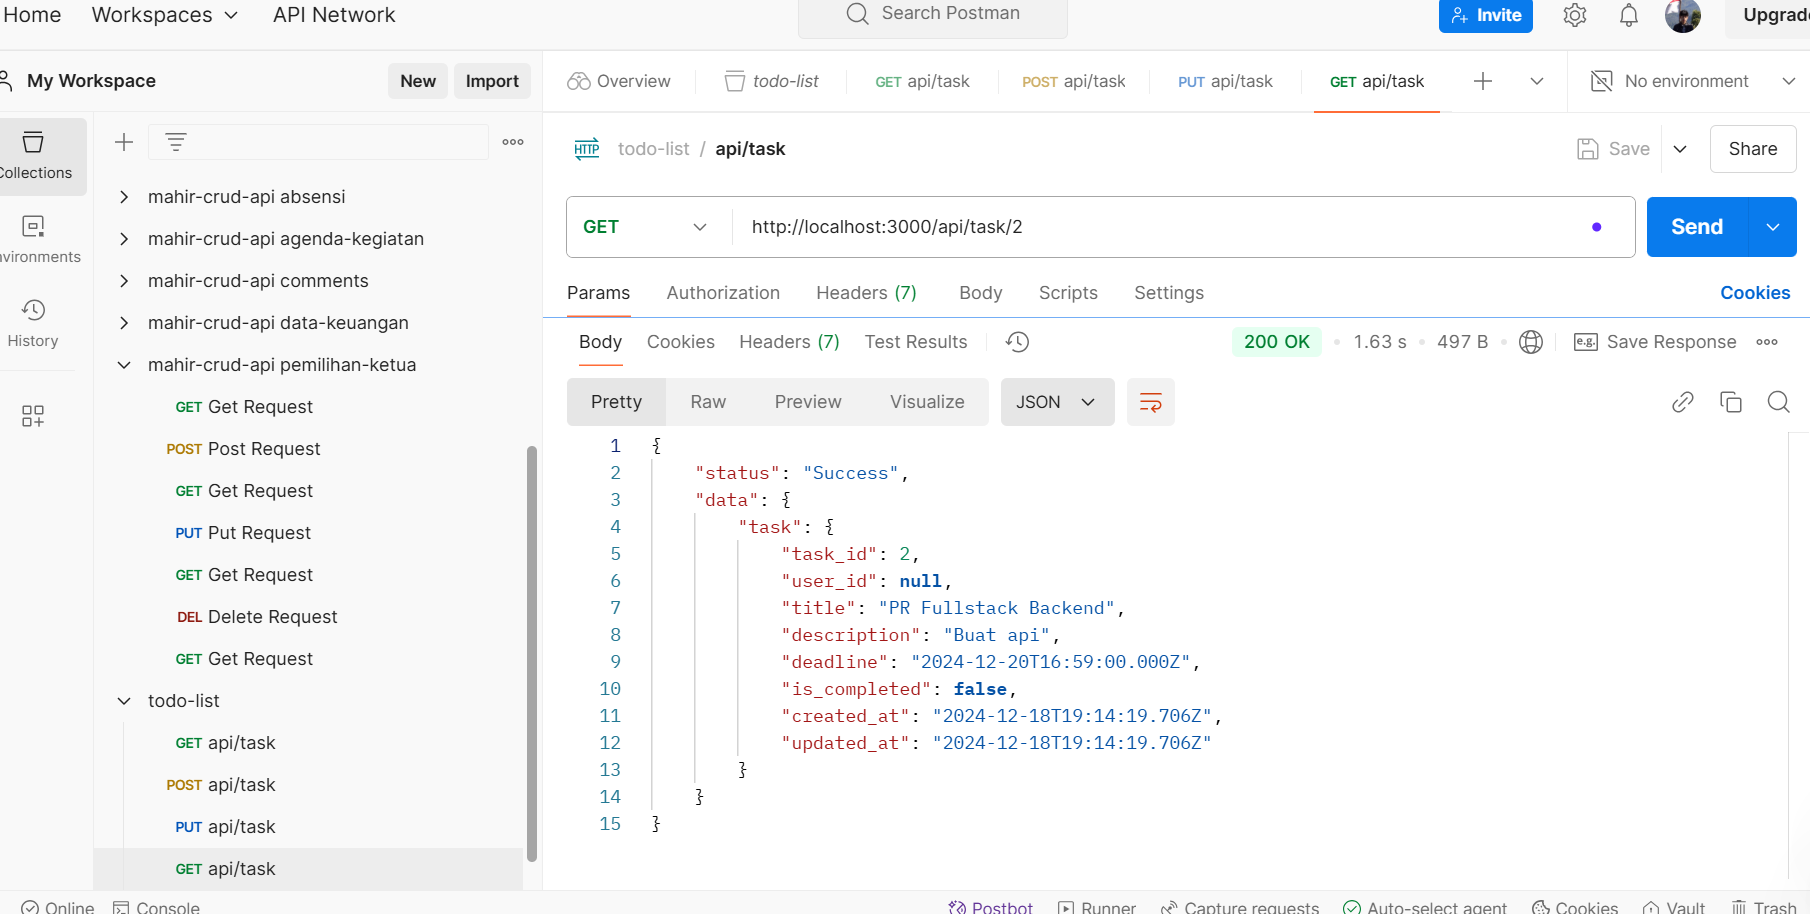 Home Workspaces API Network Search Postman Invite
My Workspace New Import
Overview todo-list GET api/task POST api/task PUT api/task GET api/task No environment
Collections
History
mahir-crud-api absensi
mahir-crud-api agenda-kegiatan
mahir-crud-api comments
mahir-crud-api data-keuangan
mahir-crud-api pemilihan-ketua
GET Get Request
POST Post Request
GET Get Request
PUT Put Request
GET Get Request
DEL Delete Request
GET Get Request
todo-list
GET api/task
POST api/task
PUT api/task
GET api/task
HTTP todo-list / api/task Save Share
GET http://localhost:3000/api/task/2 Send
Params Authorization Headers (7) Body Scripts Settings Cookies
Body Cookies Headers (7) Test Results 200 OK • 1.63 s • 497 B • e.g. Save Response
Pretty Raw Preview Visualize JSON
1 {
2 "status": "Success",
3 "data": {
4 "task": {
5 "task_id": 2,
6 "user_id": null,
7 "title": "PR Fullstack Backend",
8 "description": "Buat api",
9 "deadline": "2024-12-20T16:59:00.000Z",
10 "is_completed": false,
11 "created_at": "2024-12-18T19:14:19.706Z",
12 "updated_at": "2024-12-18T19:14:19.706Z"
13 }
14 }
15 }
Online Console Postbot Runner Capture requests Auto-select agent Cookies Vault Trash